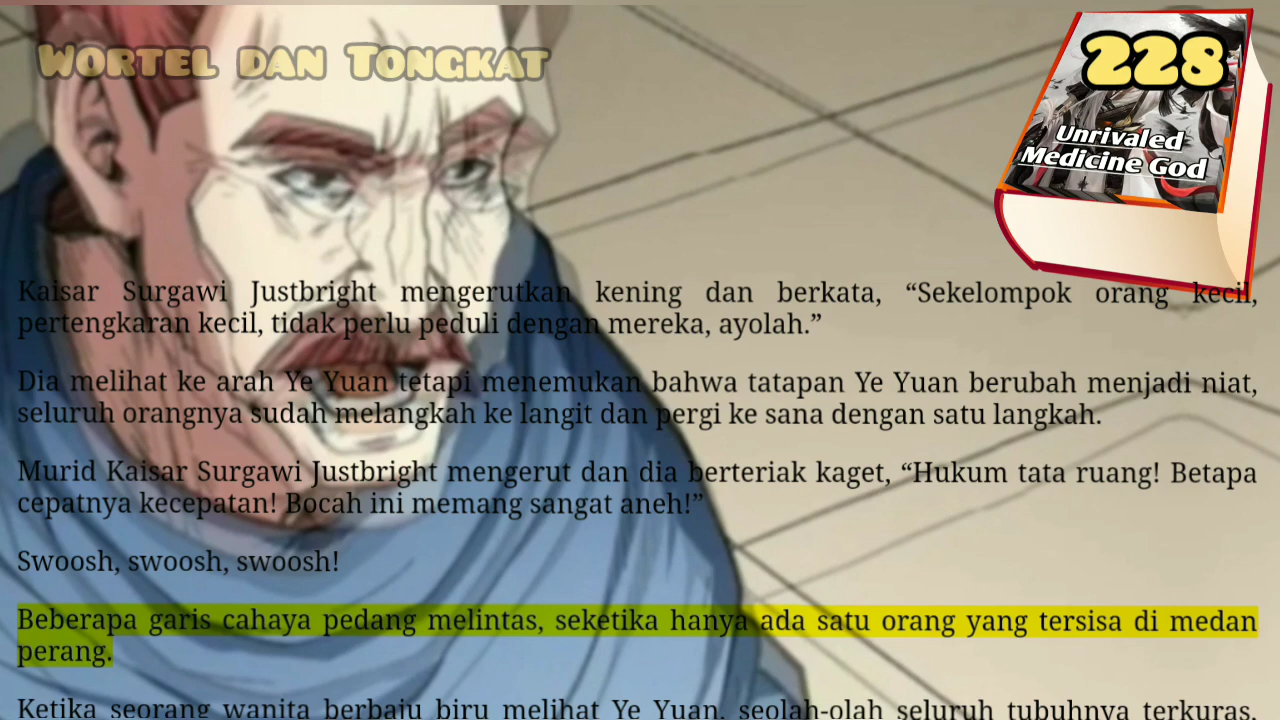 Wortel dan Tongkat
228
Unrivaled
Medicine God
Kaisar Surgawi Justbright mengerutkan kening dan berkata, “Sekelompok orang kecil,
pertengkaran kecil, tidak perlu peduli dengan mereka, ayolah.”
Dia melihat ke arah Ye Yuan tetapi menemukan bahwa tatapan Ye Yuan berubah menjadi niat,
seluruh orangnya sudah melangkah ke langit dan pergi ke sana dengan satu langkah.
Murid Kaisar Surgawi Justbright mengerut dan dia berteriak kaget, “Hukum tata ruang! Betapa
cepatnya kecepatan! Bocah ini memang sangat aneh!”
Swoosh, swoosh, swoosh!
Beberapa garis cahaya pedang melintas, seketika hanya ada satu orang yang tersisa di medan
perang.
Ketika seorang wanita berbaju biru melihat Ye Yuan, seolah-olah seluruh tubuhnya terkuras,